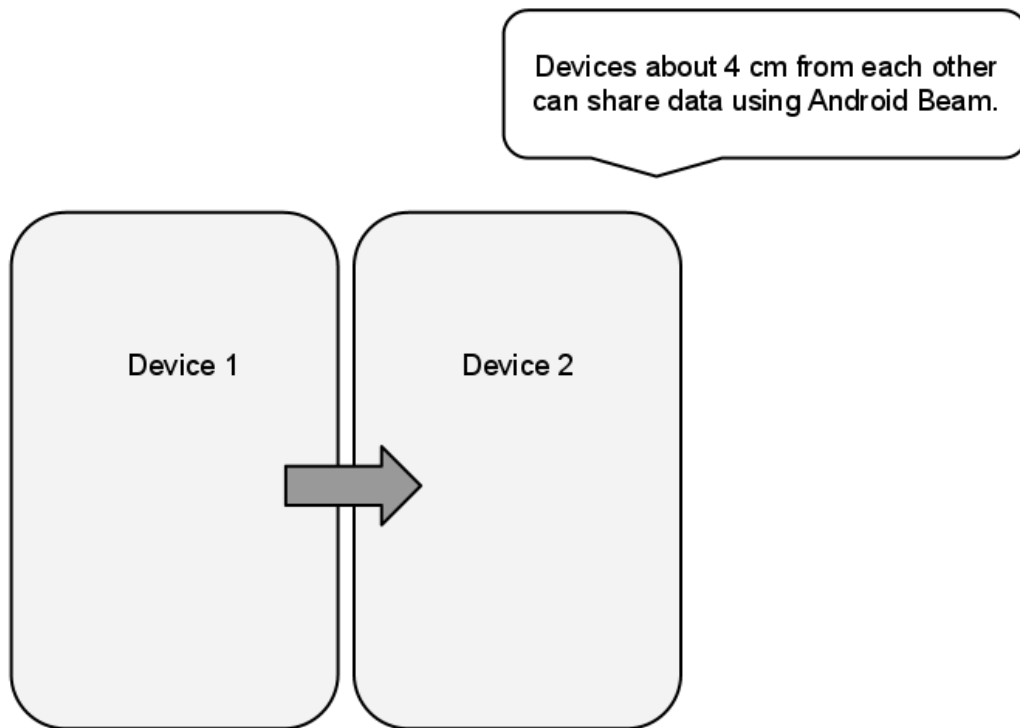 Devices about 4 cm from each other
can share data using Android Beam.
Device 1
Device 2